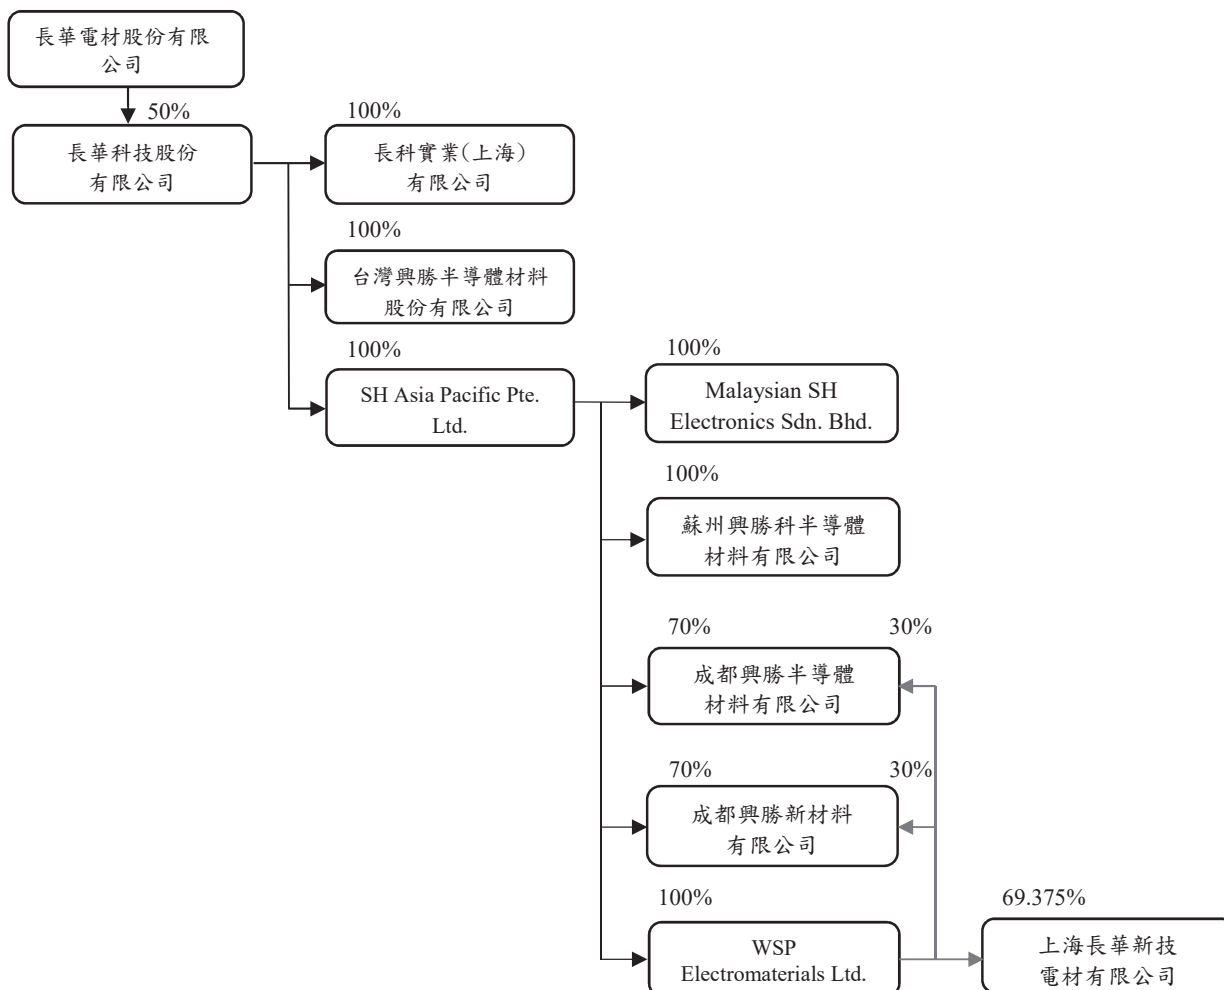 長華電材股份有限
公司
50%
長華科技股份
有限公司
100%
長科實業(上海)
有限公司
100%
台灣興勝半導體材料
股份有限公司
100%
SH Asia Pacific Pte.
Ltd.
100%
Malaysian SH
Electronics Sdn. Bhd.
100%
蘇州興勝科半導體
材料有限公司
70%
30%
成都興勝半導體
材料有限公司
70%
30%
成都興勝新材料
有限公司
100%
WSP
Electromaterials Ltd.
69.375%
上海長華新技
電材有限公司